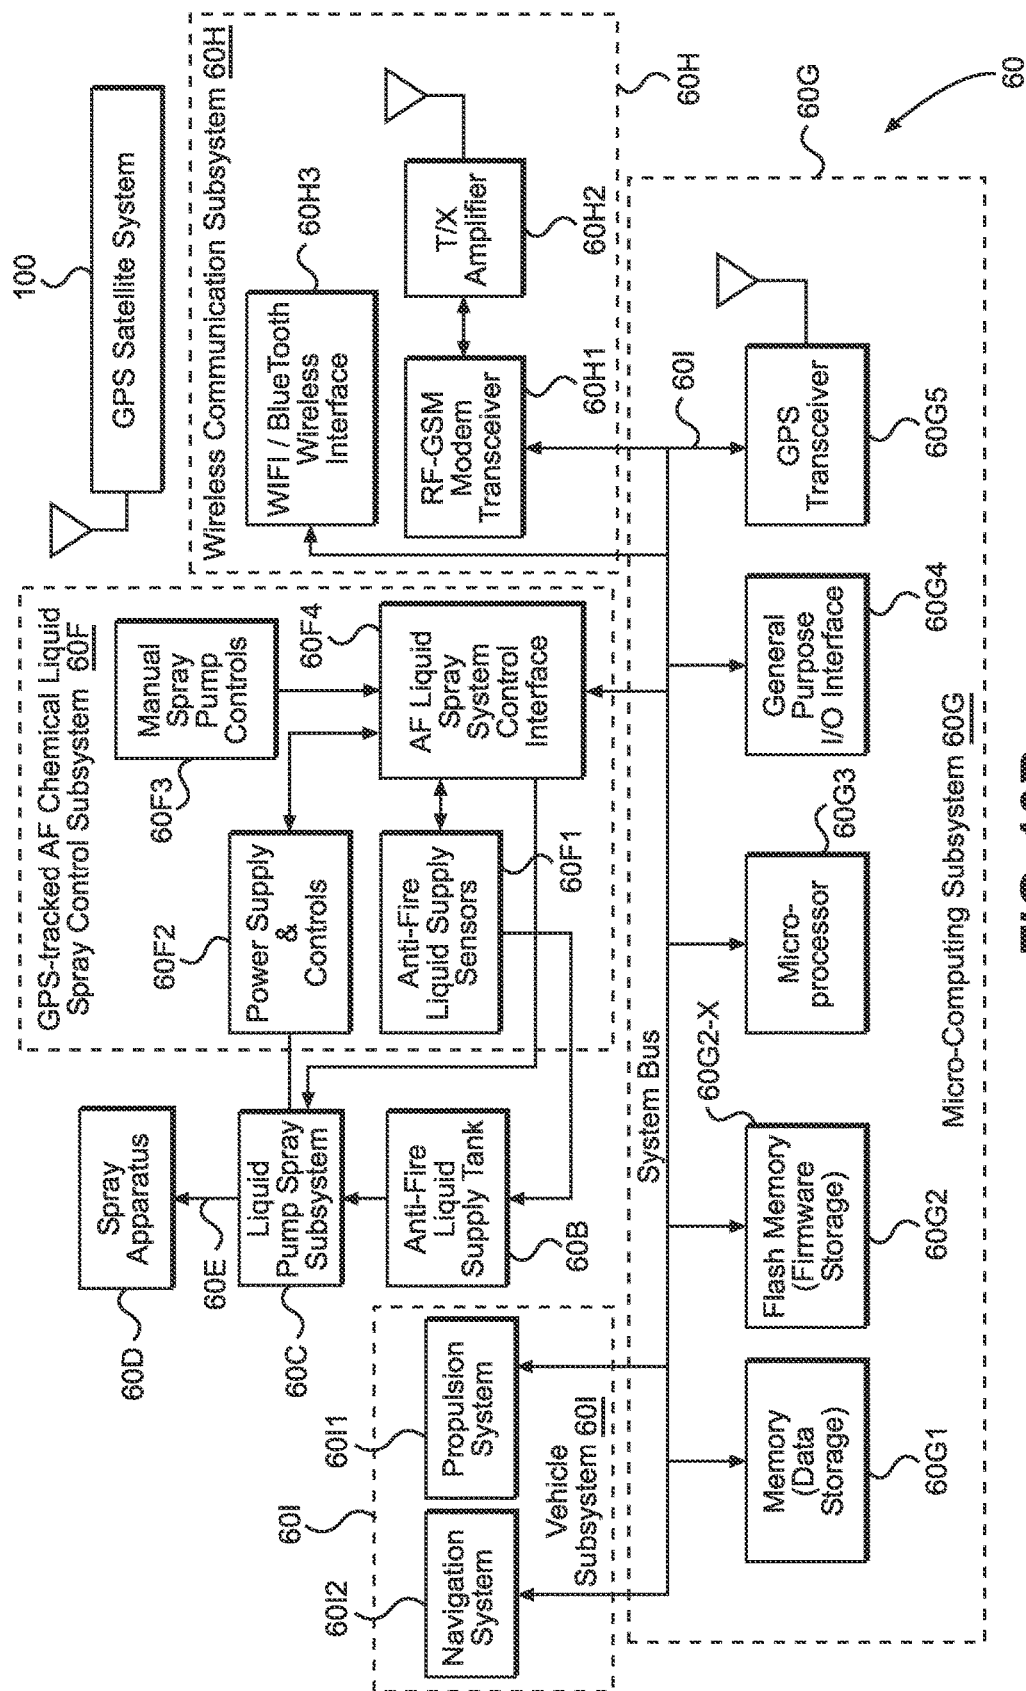 GPS-tracked AF Chemical Liquid
Spray Control Subsystem 60F
100
GPS Satellite System
Wireless Communication Subsystem 60H
60D
Spray
Apparatus
60E
60F2
Power Supply
&
Controls
60F3
Manual
Spray
Pump
Controls
60F4
WIFI / BlueTooth
Wireless
Interface
60H3
60C
Liquid
Pump Spray
Subsystem
Anti-Fire
Liquid Supply
Sensors
60F1
AF Liquid
Spray
System
Control
Interface
RF-GSM
Modem
Transceiver
60H1
T/X
Amplifier
60H2
60H
Anti-Fire
Liquid
Supply Tank
60B
60I
60I2
Navigation
System
60I1
Propulsion
System
Vehicle
Subsystem 60I
System Bus
60I
60G
60
Memory
(Data
Storage)
60G1
Flash Memory
(Firmware
Storage)
60G2-X
60G2
Micro-
processor
60G3
General
Purpose
I/O Interface
60G4
GPS
Transceiver
60G5
Micro-Computing Subsystem 60G